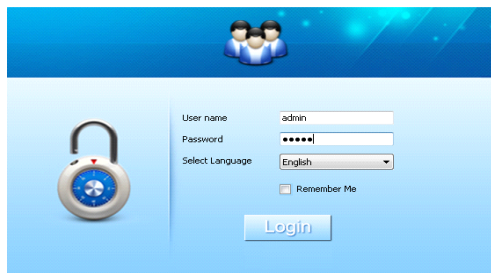 User name
admin
Password
●●●●●
Select Language
English
Remember Me
Login